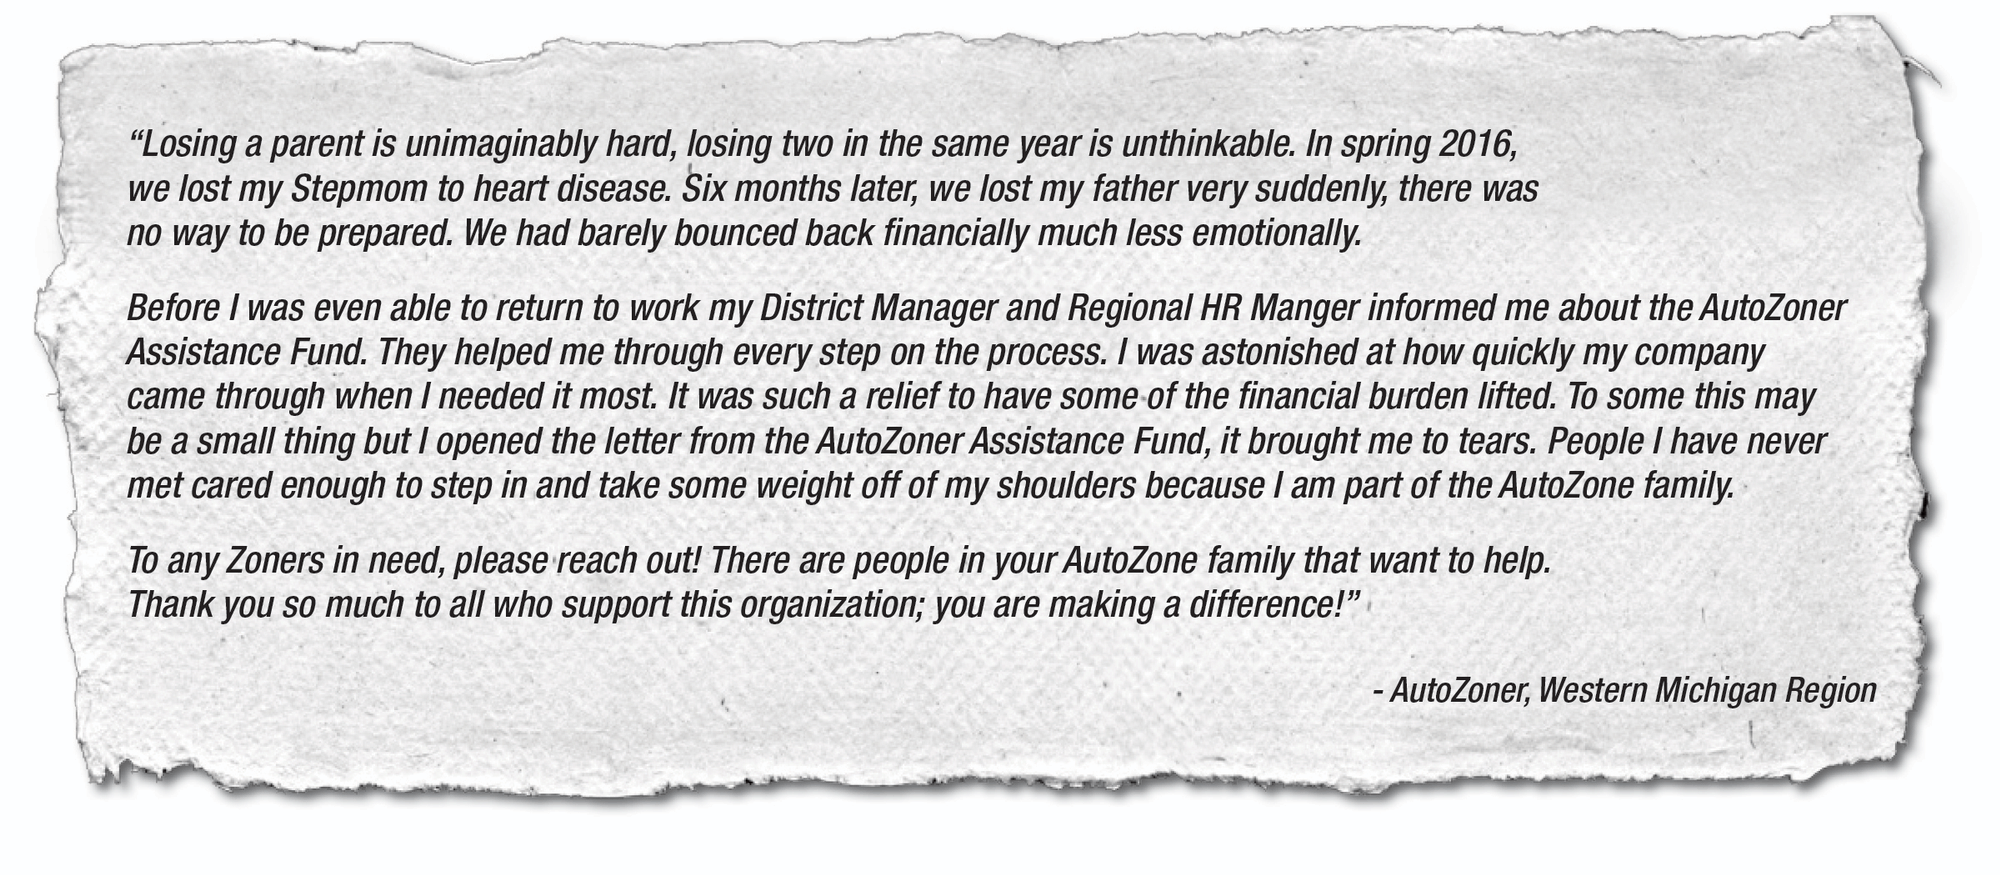 “Losing a parent is unimaginably hard, losing two in the same year is unthinkable. In spring 2016,
we lost my Stepmom to heart disease. Six months later, we lost my father very suddenly, there was
no way to be prepared. We had barely bounced back financially much less emotionally.
Before I was even able to return to work my District Manager and Regional HR Manger informed me about the AutoZoner
Assistance Fund. They helped me through every step on the process. I was astonished at how quickly my company
came through when I needed it most. It was such a relief to have some of the financial burden lifted. To some this may
be a small thing but I opened the letter from the AutoZoner Assistance Fund, it brought me to tears. People I have never
met cared enough to step in and take some weight off of my shoulders because I am part of the AutoZone family.
To any Zoners in need, please reach out! There are people in your AutoZone family that want to help.
Thank you so much to all who support this organization; you are making a difference!”
- AutoZoner, Western Michigan Region